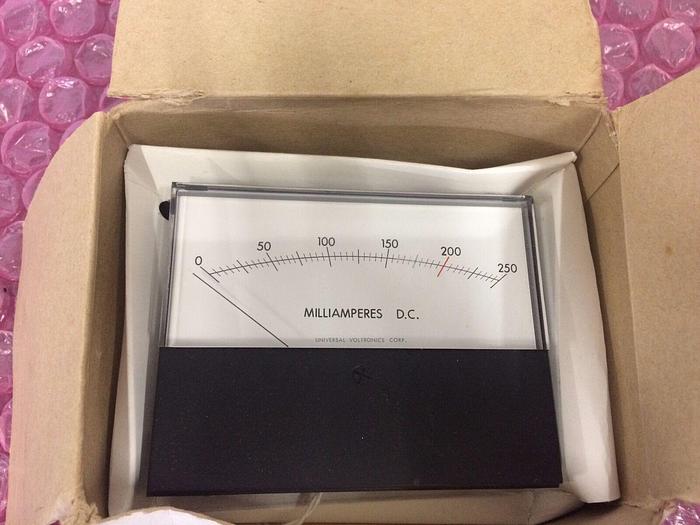 0 50 100 150 200 250
MILLIAMPERES D.C.
UNIVERSAL VOLTRONICS CORP.